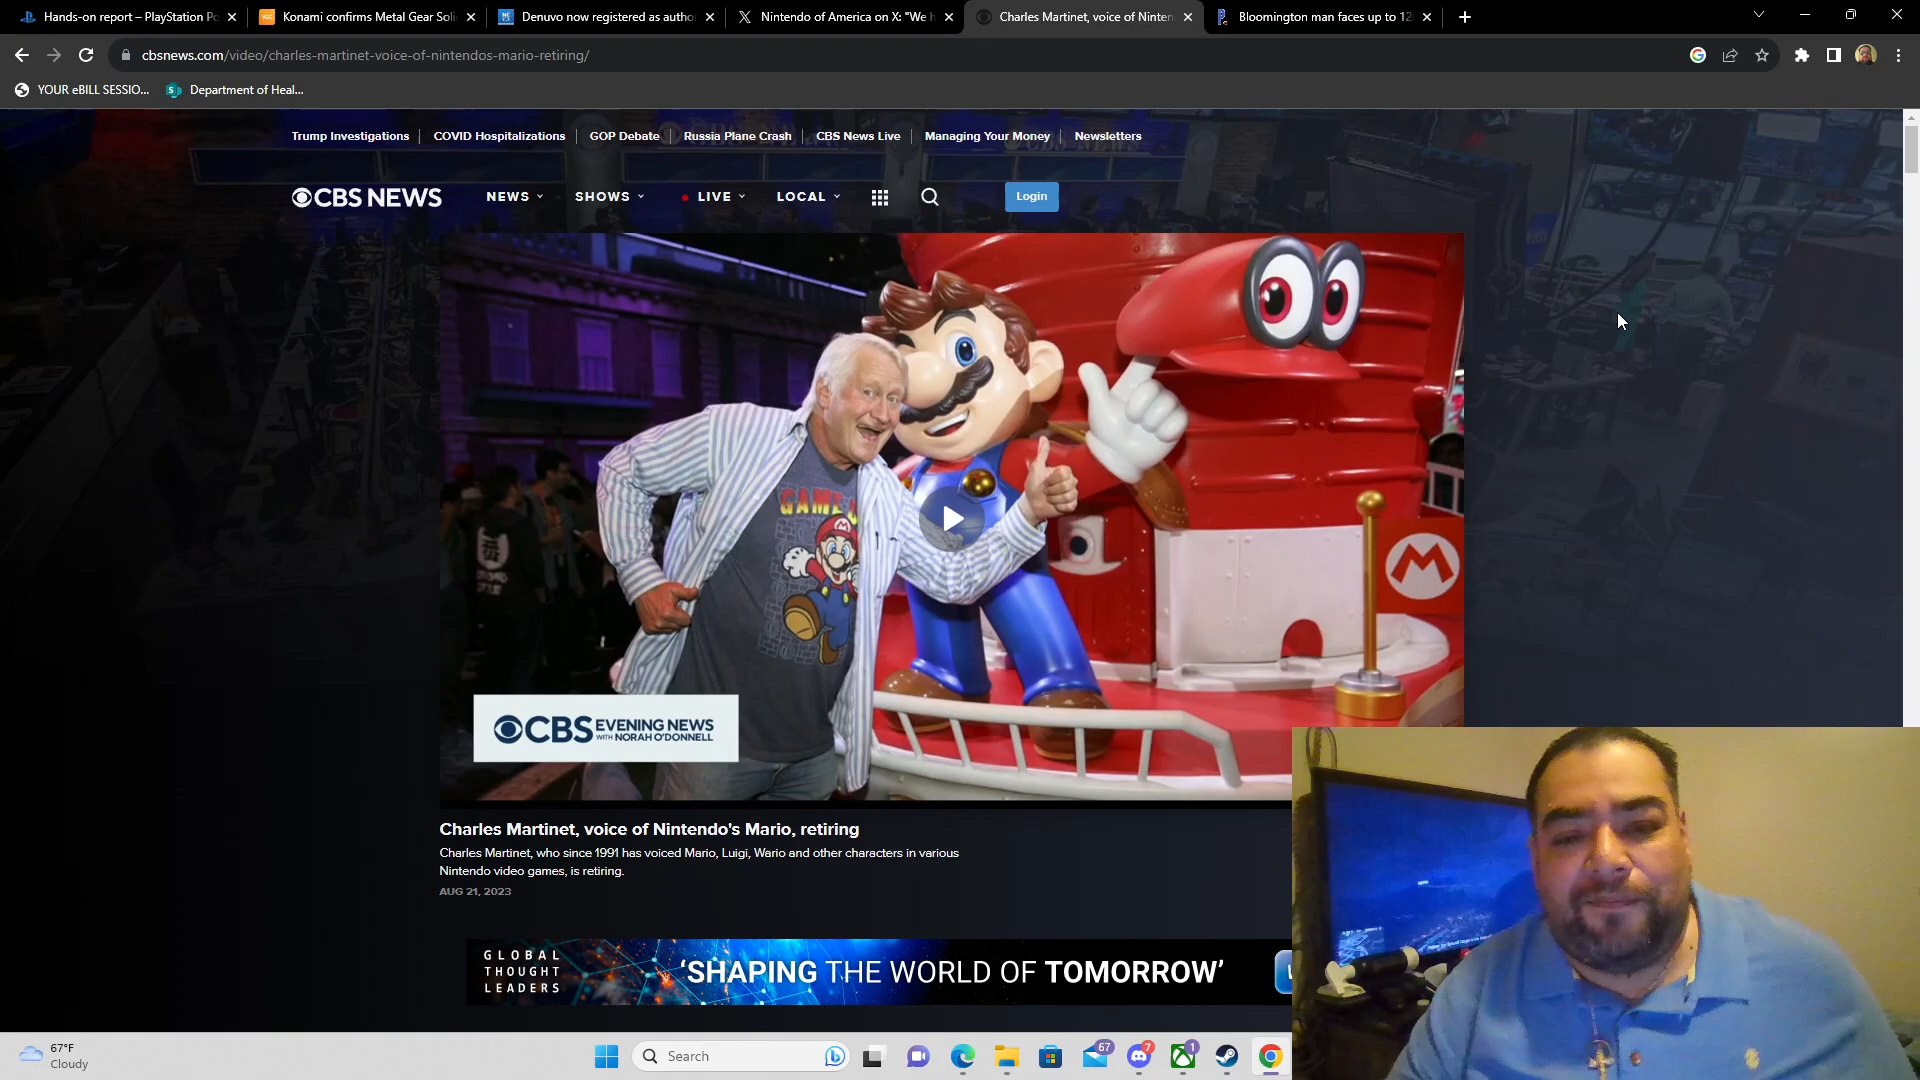 Hands-on report – PlayStation Po
Konami confirms Metal Gear Soli
Denuvo now registered as autho
Nintendo of America on X: "We h
Charles Martinet, voice of Ninten
Bloomington man faces up to 12
cbsnews.com/video/charles-martinet-voice-of-nintendos-mario-retiring/
YOUR eBILL SESSIO...
Department of Heal...
Trump Investigations
COVID Hospitalizations
GOP Debate
Russia Plane Crash
CBS News Live
Managing Your Money
Newsletters
CBS NEWS
NEWS
SHOWS
LIVE
LOCAL
Login
GAME
M
CBS EVENING NEWS
WITH NORAH O'DONNELL
Charles Martinet, voice of Nintendo's Mario, retiring
Charles Martinet, who since 1991 has voiced Mario, Luigi, Wario and other characters in various
Nintendo video games, is retiring.
AUG 21, 2023
GLOBAL
THOUGHT
LEADERS
'SHAPING THE WORLD OF TOMORROW'
67°F
Cloudy
Search
67
7
1